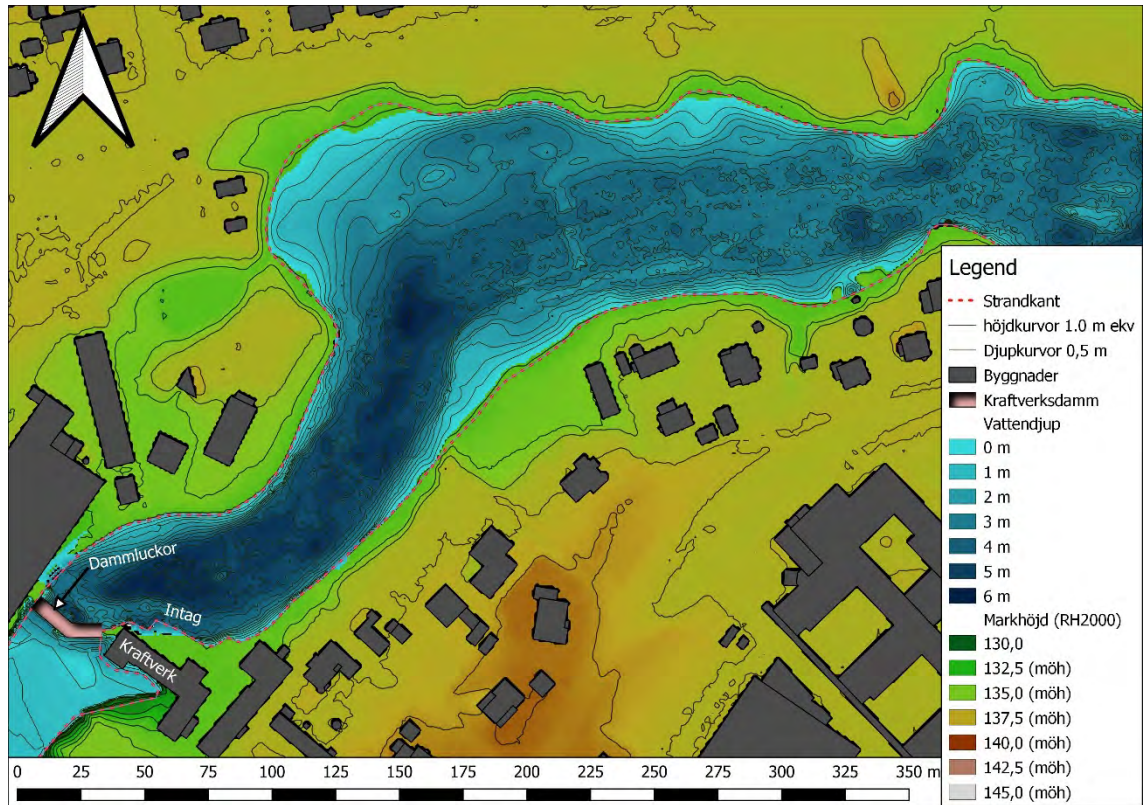 Dammluckor
Intag
Kraftverk
Legend
Strandkant
höjdkurvor 1.0 m ekv
Djupkurvor 0,5 m
Byggnader
Kraftverksdamm
Vattendjup
0 m
1 m
2 m
3 m
4 m
5 m
6 m
Markhöjd (RH2000)
130,0
132,5 (möh)
135,0 (möh)
137,5 (möh)
140,0 (möh)
142,5 (möh)
145,0 (möh)
0 25 50 75 100 125 150 175 200 225 250 275 300 325 350 m